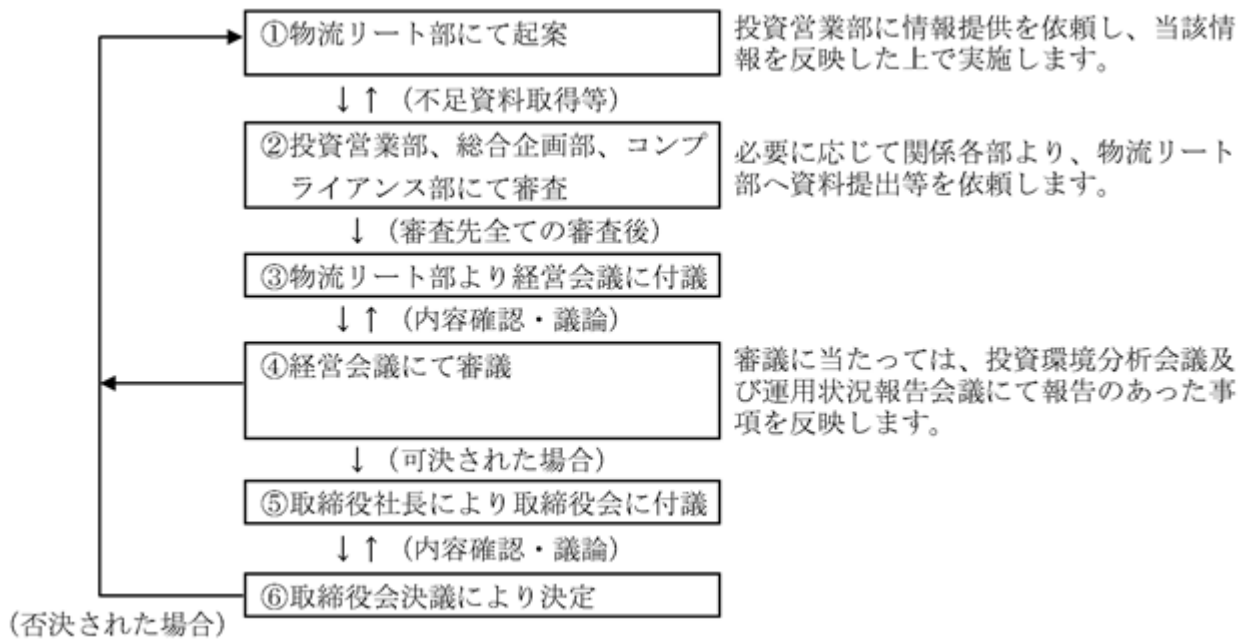 ①物流リート部にて起案
投資営業部に情報提供を依頼し、当該情
報を反映した上で実施します。
↓↑（不足資料取得等）
②投資営業部、総合企画部、コンプ
ライアンス部にて審査
必要に応じて関係各部より、物流リート
部へ資料提出等を依頼します。
↓（審査先全ての審査後）
③物流リート部より経営会議に付議
↓↑（内容確認・議論）
④経営会議にて審議
審議に当たっては、投資環境分析会議及
び運用状況報告会議にて報告のあった事
項を反映します。
↓（可決された場合）
⑤取締役社長により取締役会に付議
↓↑（内容確認・議論）
⑥取締役会決議により決定
（否決された場合）